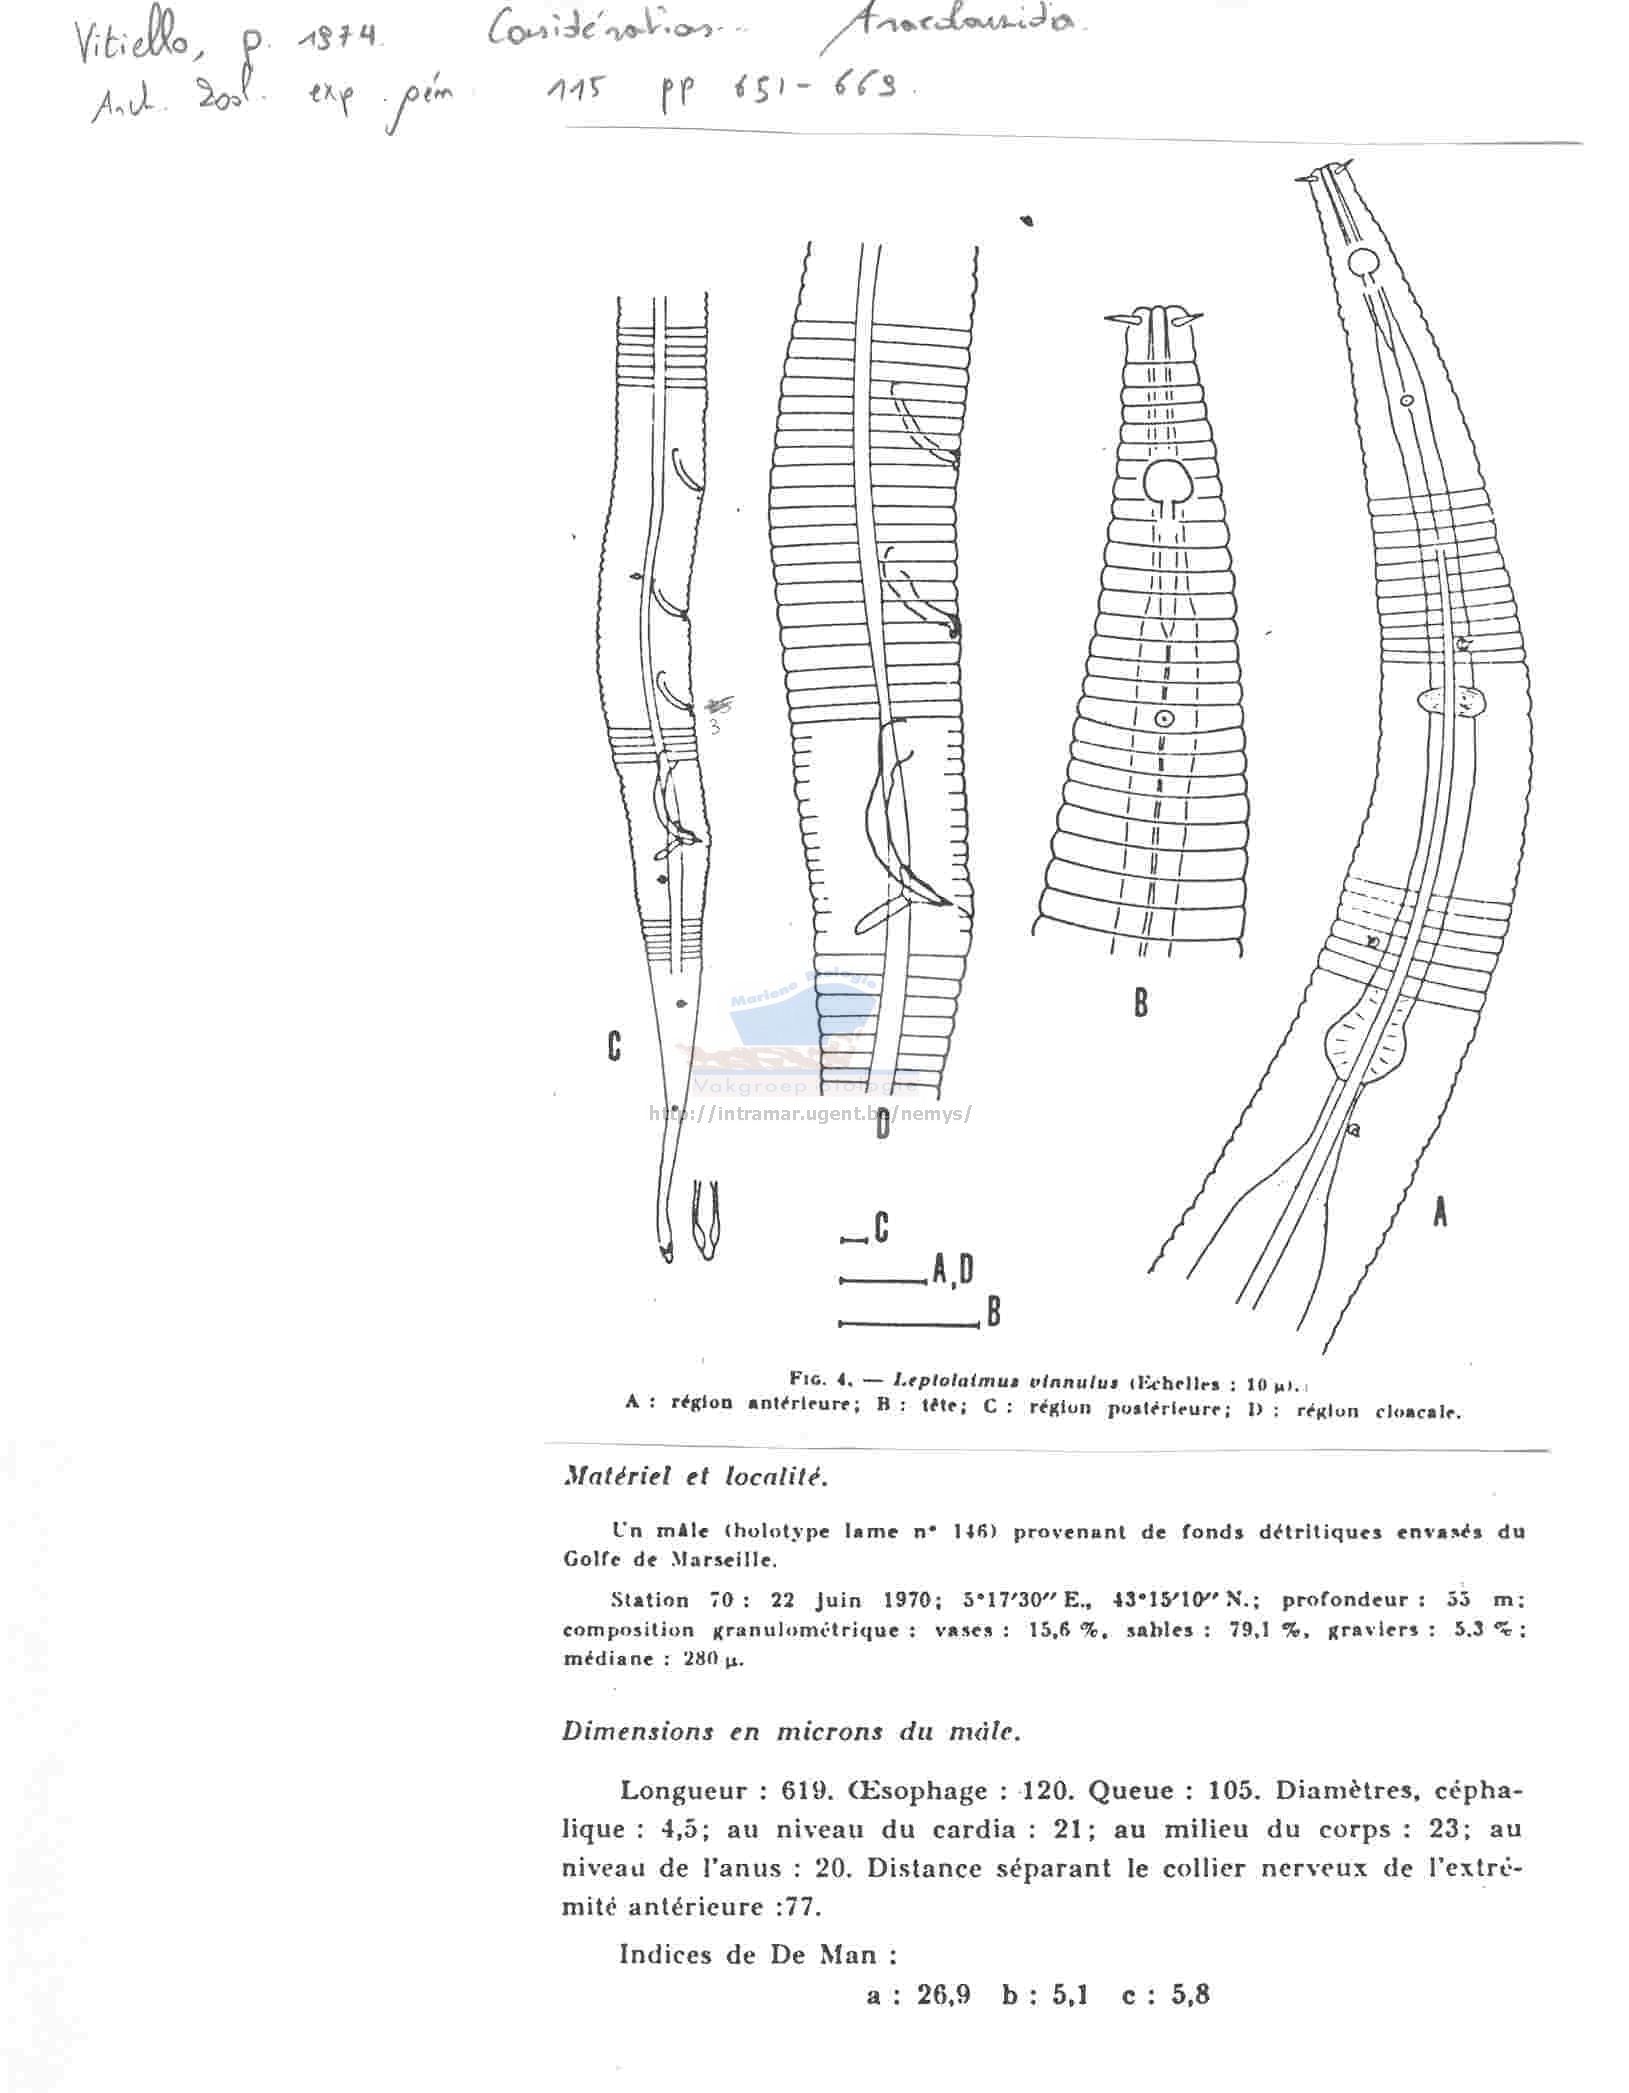 Vitiello, p. 1974. Considération... Araeolaimida.
Arch. Zool. exp. gén. 115 pp 651-669.
3
C
B
A
D
C
A,D
B
Mariene Biologie
Vakgroep Biologie
http://intramar.ugent.be/nemys/
FIG. 4. — Leptolaimus vinnulus (Echelles : 10 µ).
A : région antérieure; B : tête; C : région postérieure; D : région cloacale.
Matériel et localité.
Un mâle (holotype lame n° 146) provenant de fonds détritiques envasés du
Golfe de Marseille.
Station 70 : 22 juin 1970; 5°17′30″ E., 43°15′10″ N.; profondeur : 55 m;
composition granulométrique : vases : 15,6 %, sables : 79,1 %, graviers : 5,3 %;
médiane : 280 µ.
Dimensions en microns du mâle.
Longueur : 619. Œsophage : 120. Queue : 105. Diamètres, cépha-
lique : 4,5; au niveau du cardia : 21; au milieu du corps : 23; au
niveau de l'anus : 20. Distance séparant le collier nerveux de l'extré-
mité antérieure :77.
Indices de De Man :
a : 26,9 b : 5,1 c : 5,8